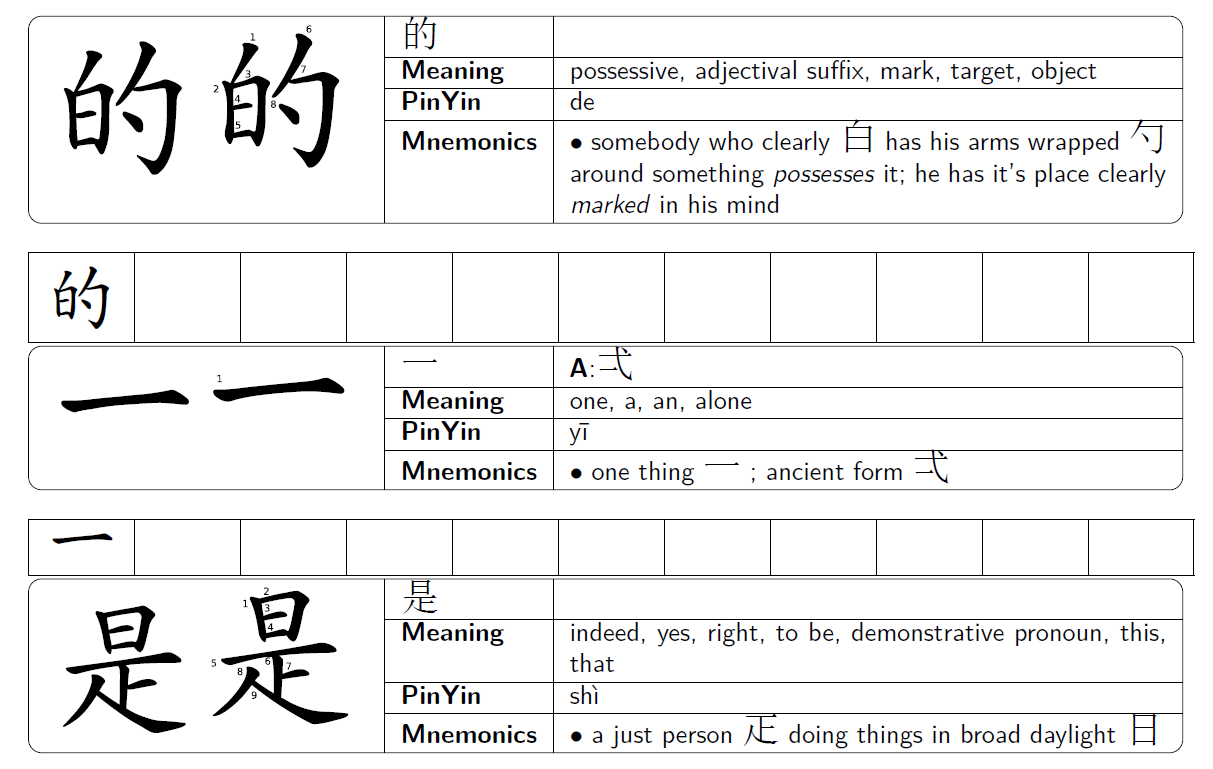 的 的 的
1 2 3 4 5 6 7 8
Meaning possessive, adjectival suffix, mark, target, object
PinYin de
Mnemonics • somebody who clearly 白 has his arms wrapped 勺
around something possesses it; he has it's place clearly
marked in his mind
的
一 一 一 A:弌
1
Meaning one, a, an, alone
PinYin yī
Mnemonics • one thing 一 ; ancient form 弌
一
是 是 是
1 2 3 4 5 6 7 8 9
Meaning indeed, yes, right, to be, demonstrative pronoun, this,
that
PinYin shì
Mnemonics • a just person 疋 doing things in broad daylight 日